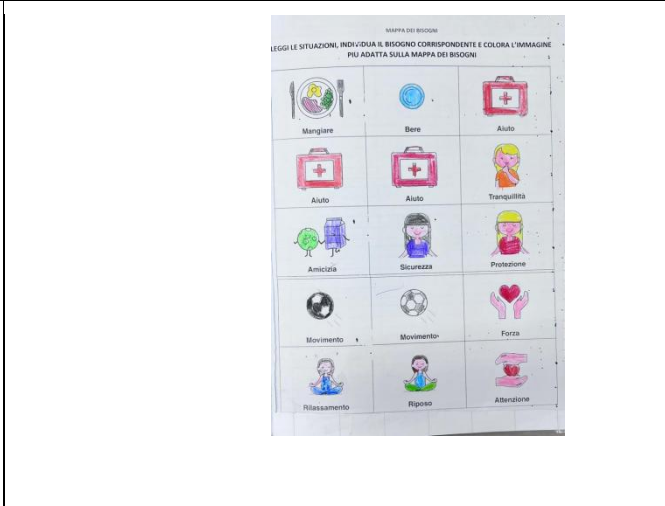 MAPPA DEI BISOGNI
LEGGI LE SITUAZIONI, INDIVIDUA IL BISOGNO CORRISPONDENTE E COLORA L'IMMAGINE
PIÙ ADATTA SULLA MAPPA DEI BISOGNI
Mangiare Bere Aiuto
Aiuto Aiuto Tranquillità
Amicizia Sicurezza Protezione
Movimento Movimento Forza
Rilassamento Riposo Attenzione